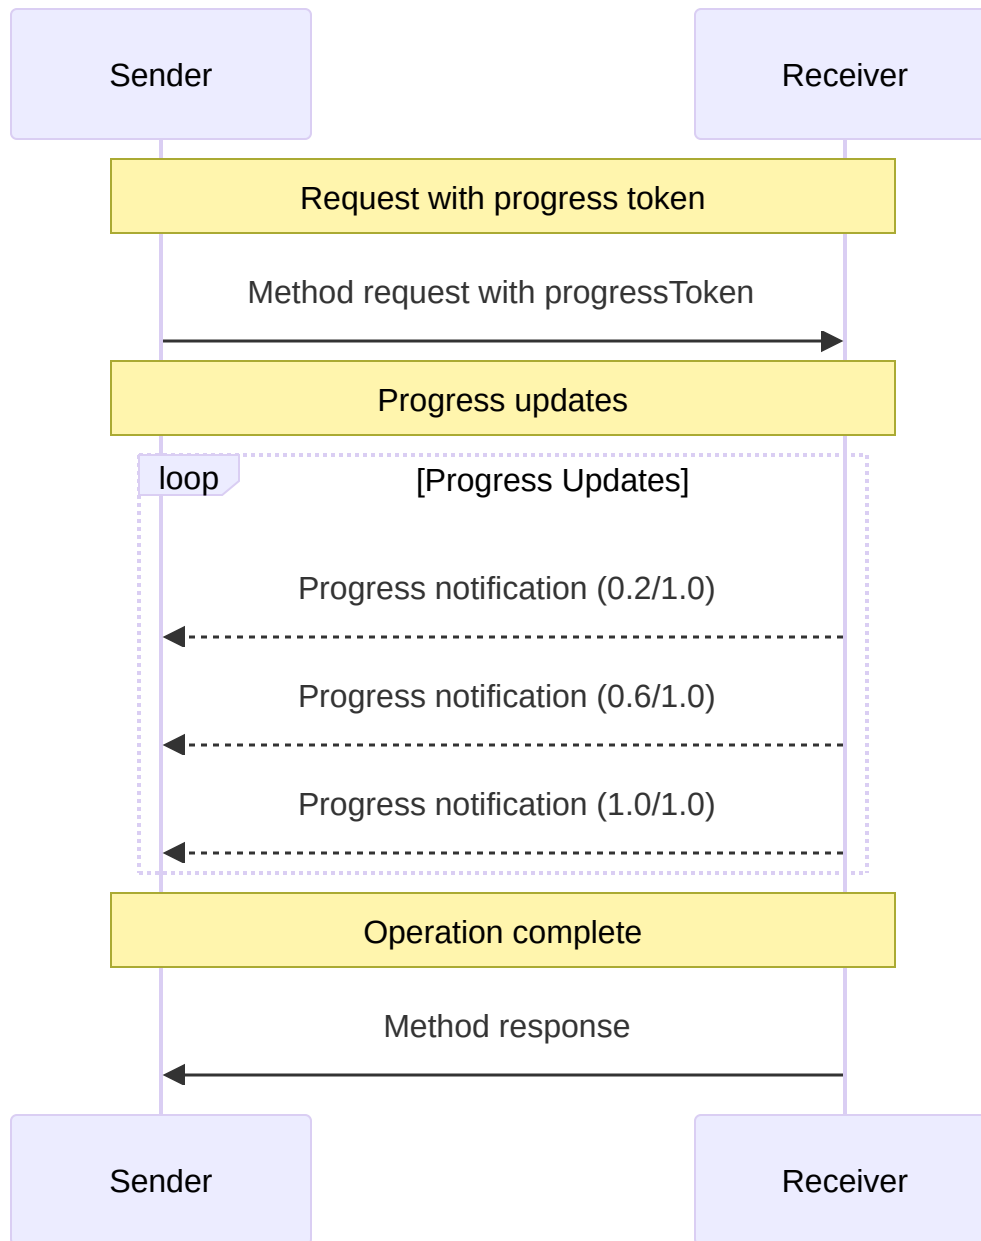 Sender
Receiver
Request with progress token
Method request with progressToken
Progress updates
loop
[Progress Updates]
Progress notification (0.2/1.0)
Progress notification (0.6/1.0)
Progress notification (1.0/1.0)
Operation complete
Method response
Sender
Receiver